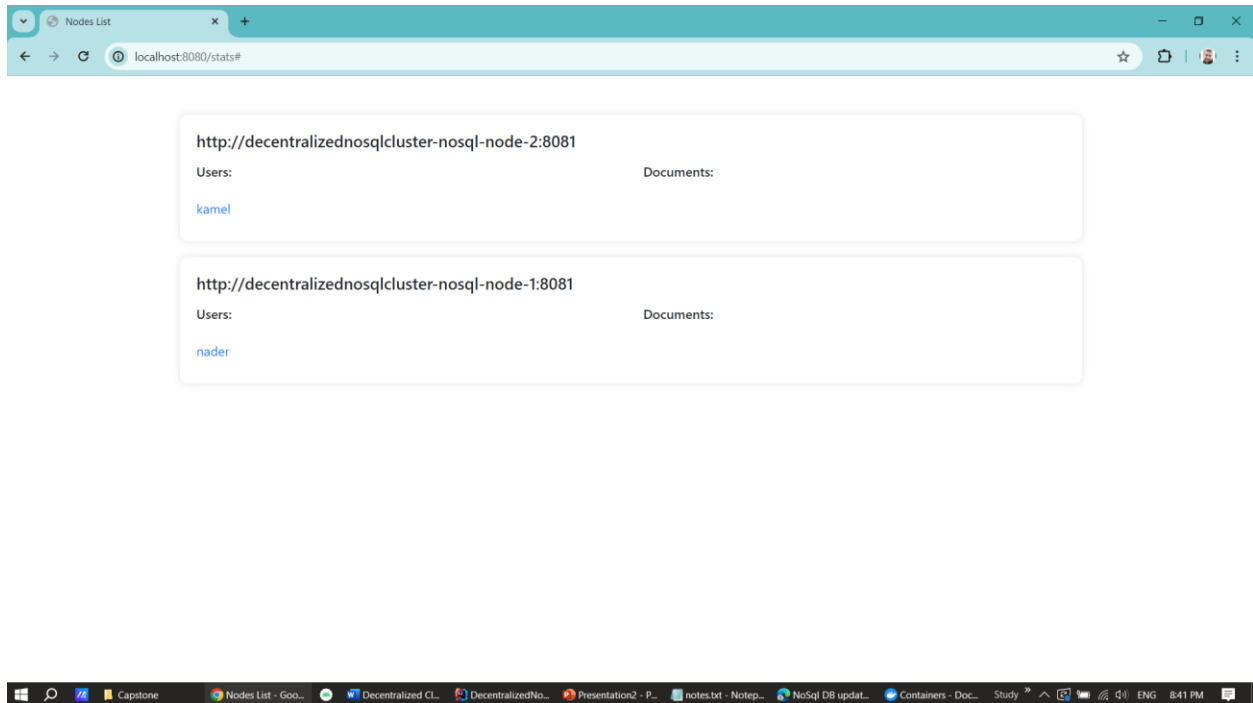 Nodes List
localhost:8080/stats#
http://decentralizednosqlcluster-nosql-node-2:8081
Users: Documents:
kamel
http://decentralizednosqlcluster-nosql-node-1:8081
Users: Documents:
nader
Capstone Nodes List - Goo... Decentralized Cl... DecentralizedNo... Presentation2 - P... notes.txt - Notep... NoSql DB updat... Containers - Doc... Study » ENG 8:41 PM